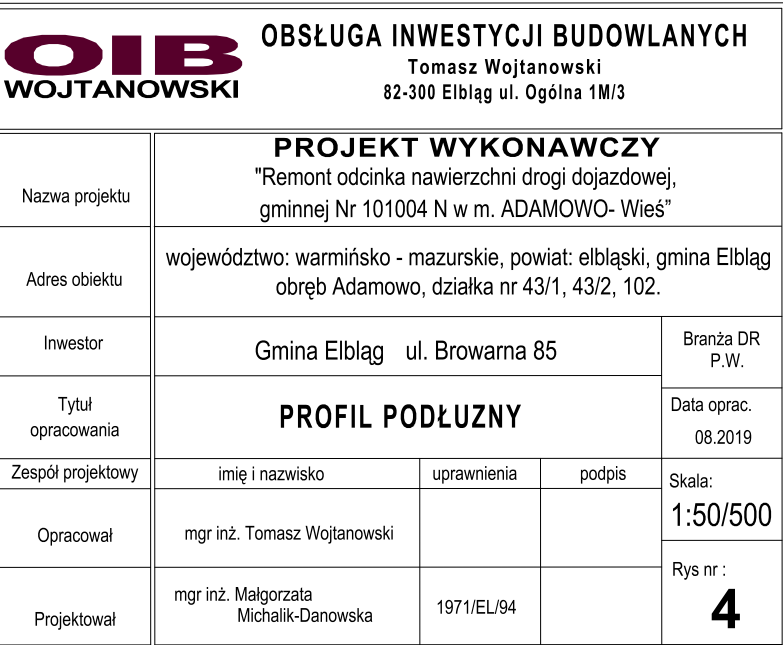 OIB
WOJTANOWSKI
OBSŁUGA INWESTYCJI BUDOWLANYCH
Tomasz Wojtanowski
82-300 Elbląg ul. Ogólna 1M/3
Nazwa projektu
PROJEKT WYKONAWCZY
"Remont odcinka nawierzchni drogi dojazdowej,
gminnej Nr 101004 N w m. ADAMOWO- Wieś”
Adres obiektu
województwo: warmińsko - mazurskie, powiat: elbląski, gmina Elbląg
obręb Adamowo, działka nr 43/1, 43/2, 102.
Inwestor
Gmina Elbląg ul. Browarna 85
Branża DR
P.W.
Tytuł
opracowania
PROFIL PODŁUZNY
Data oprac.
08.2019
Zespół projektowy
imię i nazwisko
uprawnienia
podpis
Skala:
1:50/500
Opracował
mgr inż. Tomasz Wojtanowski
Projektował
mgr inż. Małgorzata
Michalik-Danowska
1971/EL/94
Rys nr :
4